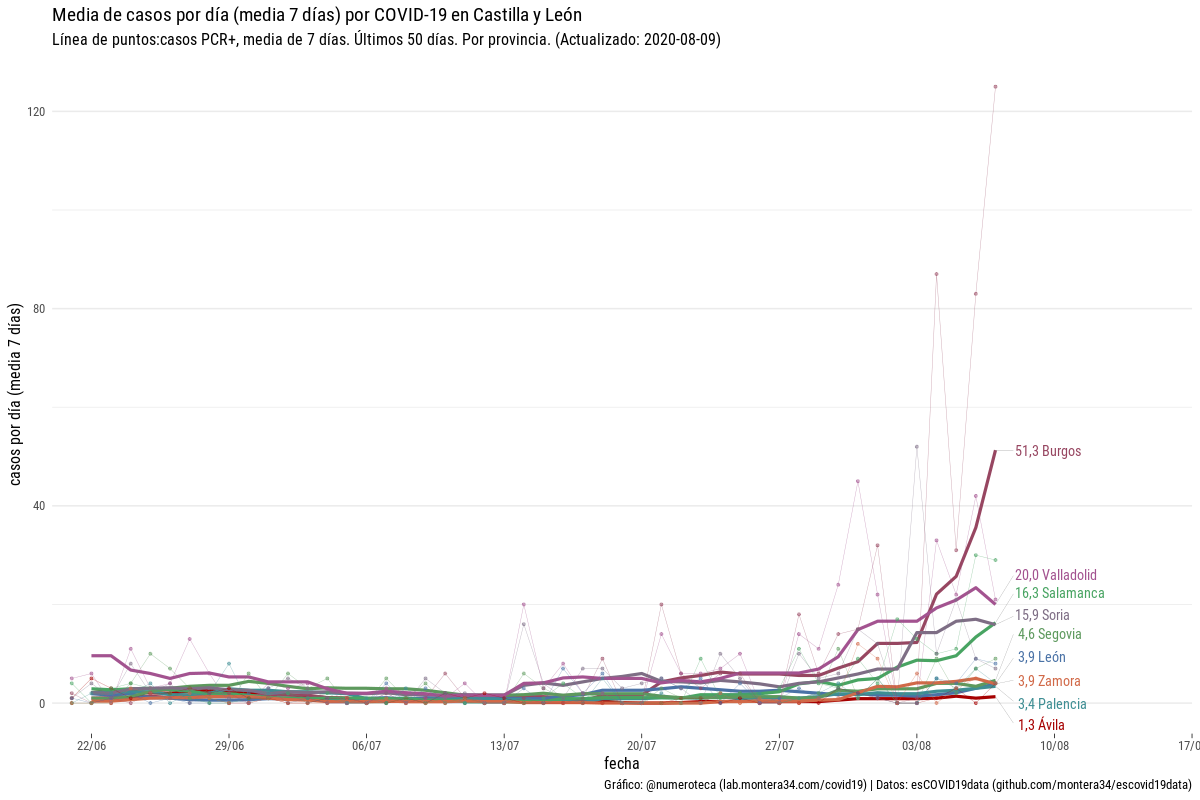 Media de casos por día (media 7 días) por COVID-19 en Castilla y León
Línea de puntos:casos PCR+, media de 7 días. Últimos 50 días. Por provincia. (Actualizado: 2020-08-09)
casos por día (media 7 días)
120
80
40
0
51,3 Burgos
20,0 Valladolid
16,3 Salamanca
15,9 Soria
4,6 Segovia
3,9 León
3,9 Zamora
3,4 Palencia
1,3 Ávila
22/06
29/06
06/07
13/07
20/07
27/07
03/08
10/08
17/0
fecha
Gráfico: @numeroteca (lab.montera34.com/covid19) | Datos: esCOVID19data (github.com/montera34/escovid19data)